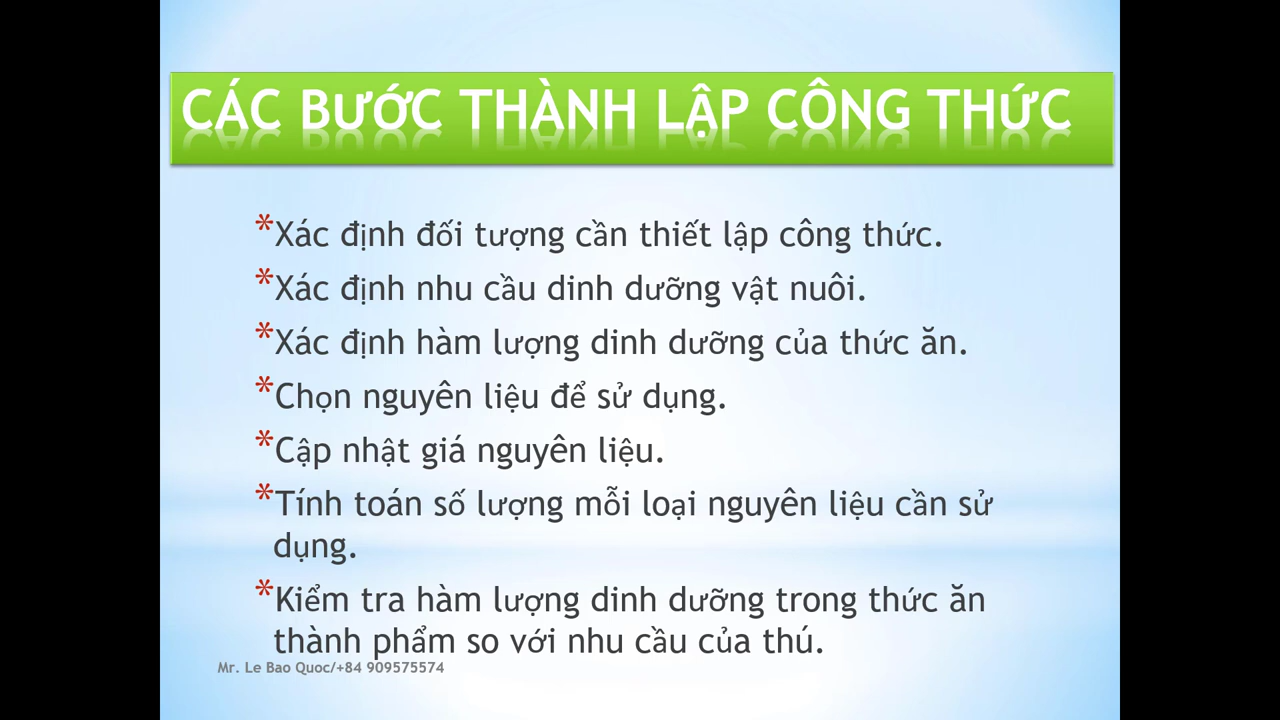 CÁC BƯỚC THÀNH LẬP CÔNG THỨC
*Xác định đối tượng cần thiết lập công thức.
*Xác định nhu cầu dinh dưỡng vật nuôi.
*Xác định hàm lượng dinh dưỡng của thức ăn.
*Chọn nguyên liệu để sử dụng.
*Cập nhật giá nguyên liệu.
*Tính toán số lượng mỗi loại nguyên liệu cần sử
dụng.
*Kiểm tra hàm lượng dinh dưỡng trong thức ăn
thành phẩm so với nhu cầu của thú.
Mr. Le Bao Quoc/+84 909575574